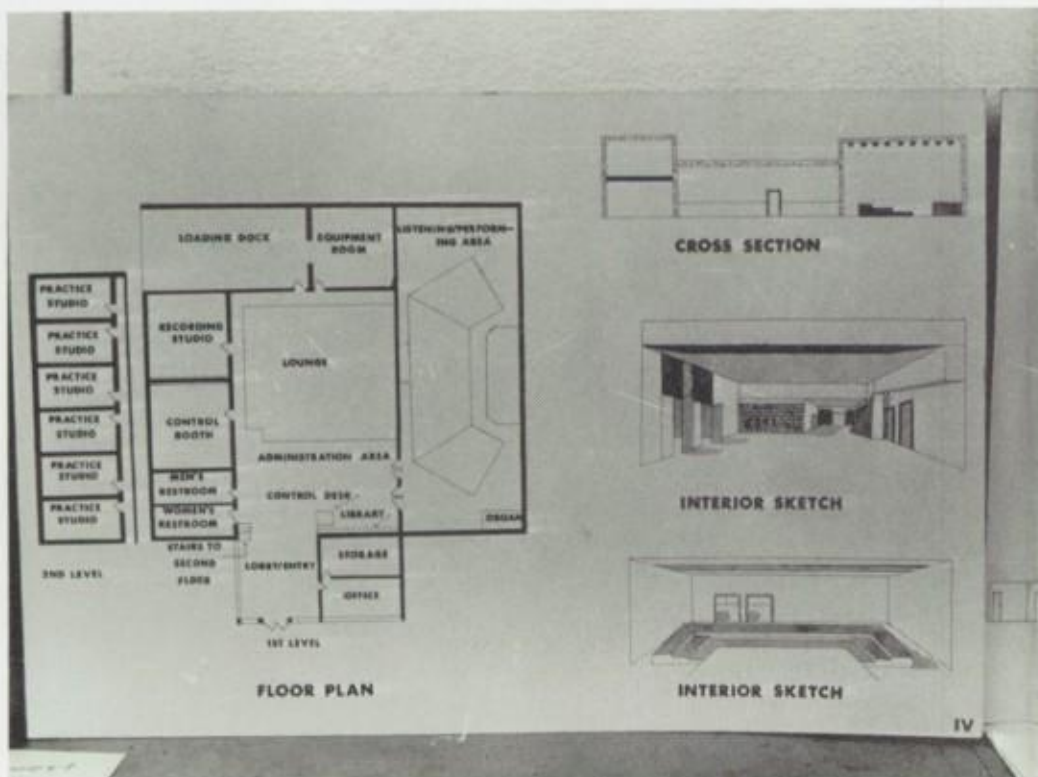 LOADING DOCK
EQUIPMENT
ROOM
LISTENING/PERFORM-
ING AREA
PRACTICE
STUDIO
PRACTICE
STUDIO
PRACTICE
STUDIO
PRACTICE
STUDIO
PRACTICE
STUDIO
PRACTICE
STUDIO
2ND LEVEL
RECORDING
STUDIO
LOUNGE
CONTROL
BOOTH
ADMINISTRATION AREA
MEN'S
RESTROOM
CONTROL DESK
WOMEN'S
RESTROOM
LIBRARY
ORGAN
STAIRS TO
SECOND
FLOOR
LOBBY/ENTRY
STORAGE
OFFICE
1ST LEVEL
FLOOR PLAN
CROSS SECTION
INTERIOR SKETCH
INTERIOR SKETCH
IV